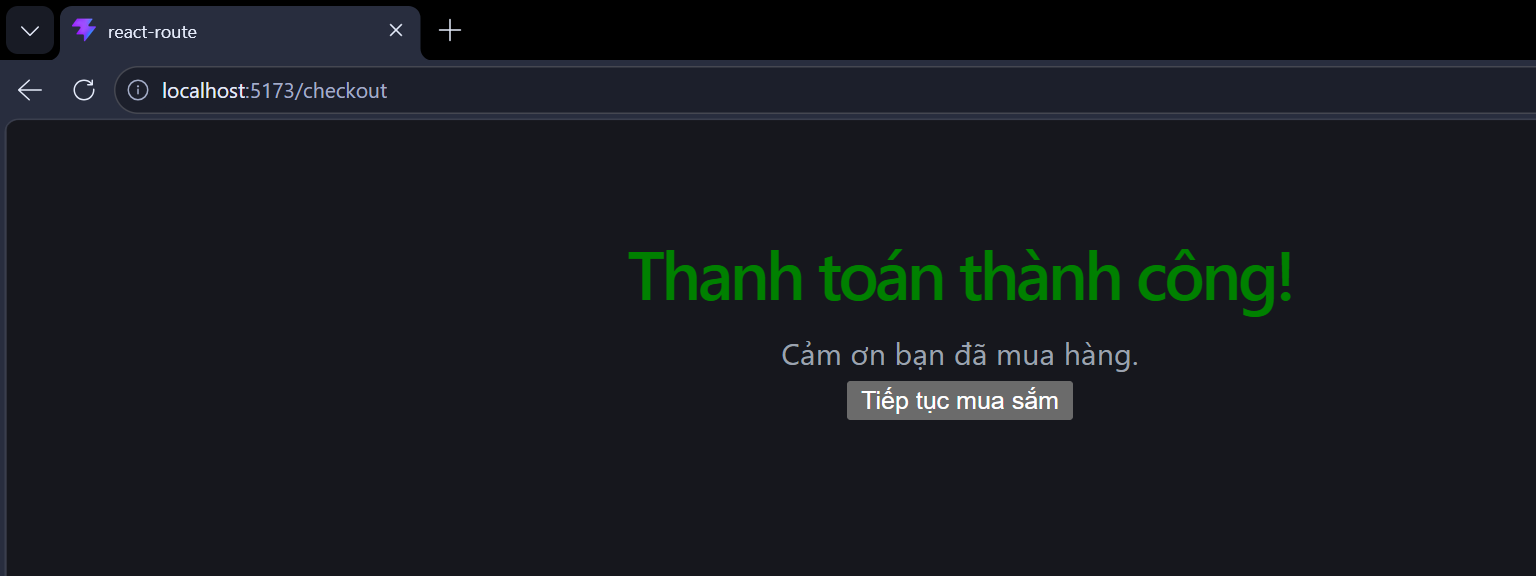 react-route
localhost:5173/checkout
Thanh toán thành công!
Cảm ơn bạn đã mua hàng.
Tiếp tục mua sắm